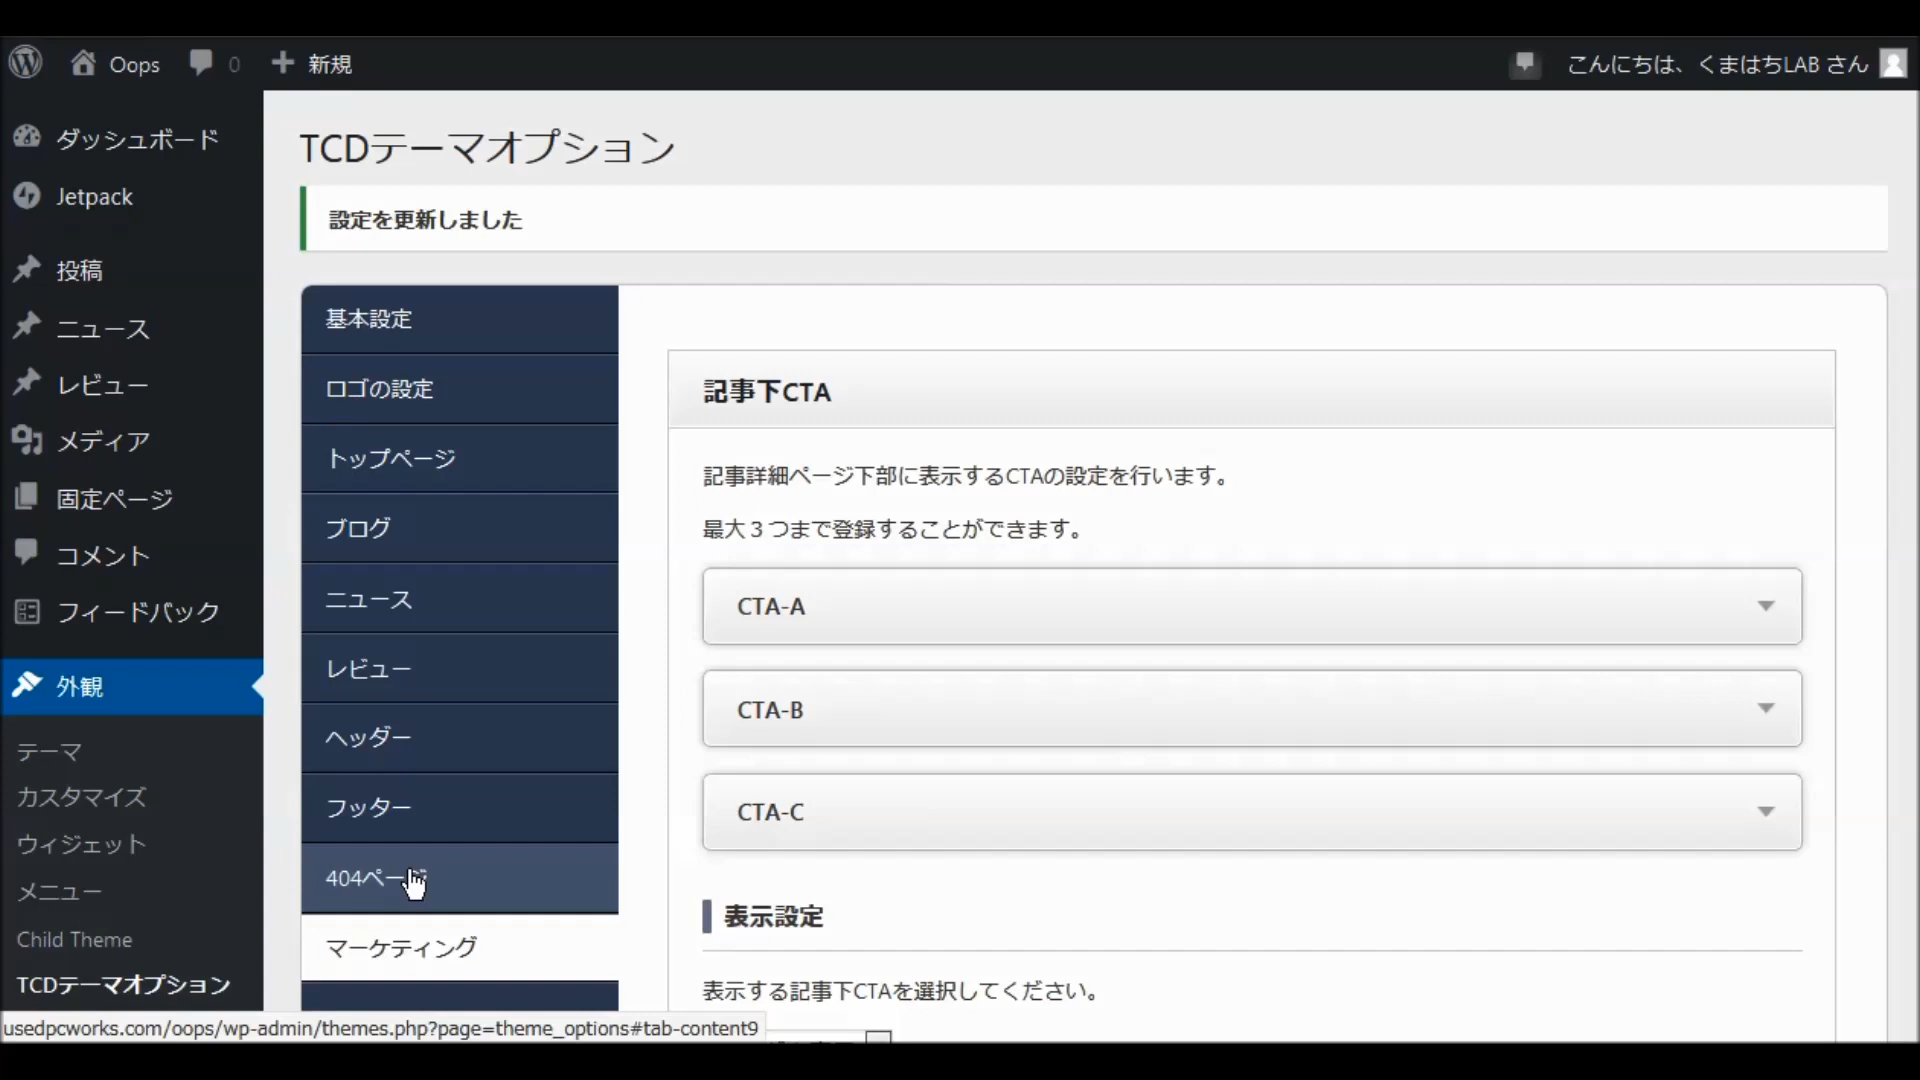 Oops
0
新規
こんにちは、くまはちLAB さん
ダッシュボード
Jetpack
投稿
ニュース
レビュー
メディア
固定ページ
コメント
フィードバック
外観
テーマ
カスタマイズ
ウィジェット
メニュー
Child Theme
TCDテーマオプション
TCDテーマオプション
設定を更新しました
基本設定
ロゴの設定
トップページ
ブログ
ニュース
レビュー
ヘッダー
フッター
404ページ
マーケティング
記事下CTA
記事詳細ページ下部に表示するCTAの設定を行います。
最大３つまで登録することができます。
CTA-A
CTA-B
CTA-C
表示設定
表示する記事下CTAを選択してください。
usedpcworks.com/oops/wp-admin/themes.php?page=theme_options#tab-content9